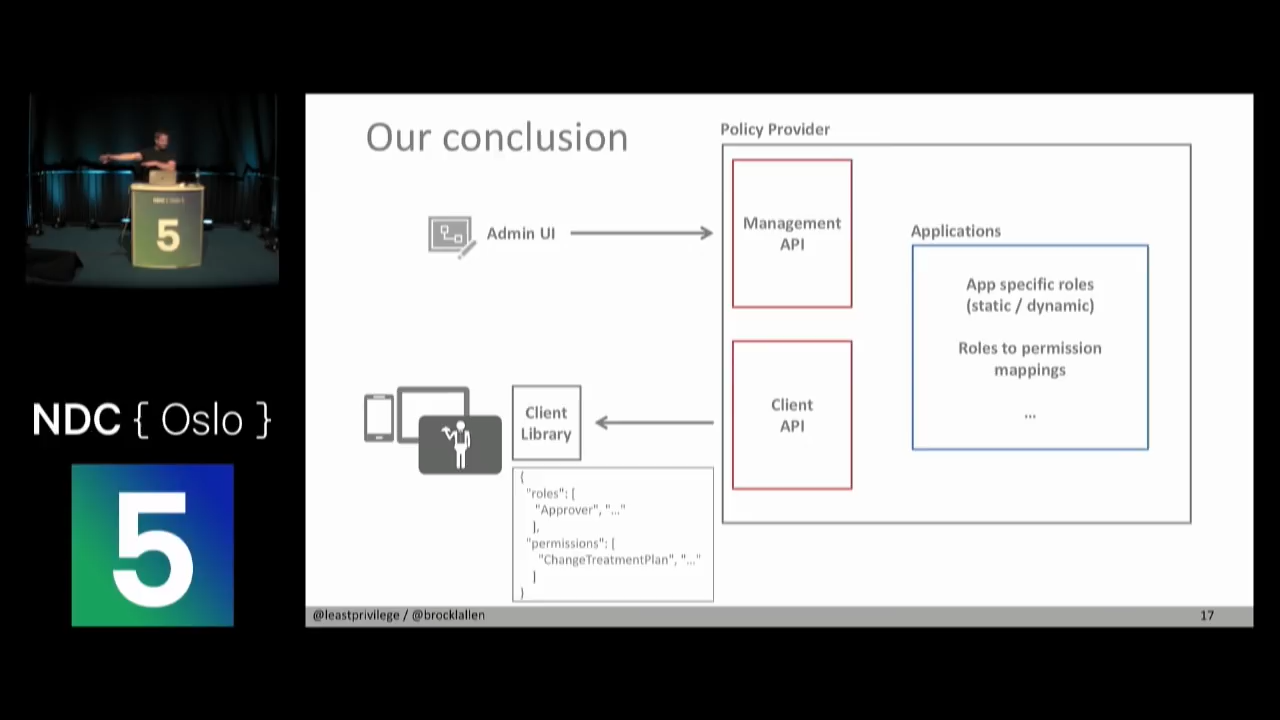 Our conclusion
Policy Provider
Admin UI
Management
API
Applications
App specific roles
(static / dynamic)
Roles to permission
mappings
...
Client
Library
Client
API
{
"roles": [
"Approver", "..."
],
"permissions": [
"ChangeTreatmentPlan", "..."
]
}
@leastprivilege / @brocklallen
17
NDC { Oslo }
5
5